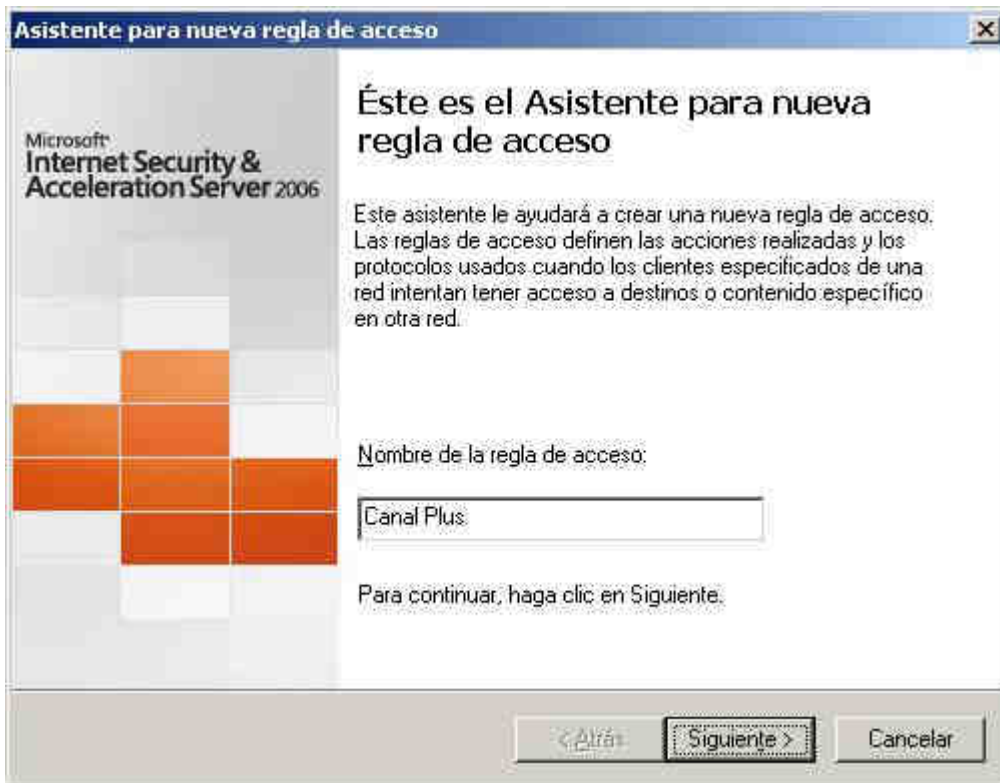 Asistente para nueva regla de acceso
Microsoft
Internet Security &
Acceleration Server 2006
Éste es el Asistente para nueva
regla de acceso
Este asistente le ayudará a crear una nueva regla de acceso.
Las reglas de acceso definen las acciones realizadas y los
protocolos usados cuando los clientes especificados de una
red intentan tener acceso a destinos o contenido específico
en otra red.
Nombre de la regla de acceso:
Canal Plus
Para continuar, haga clic en Siguiente.
< Atrás
Siguiente >
Cancelar